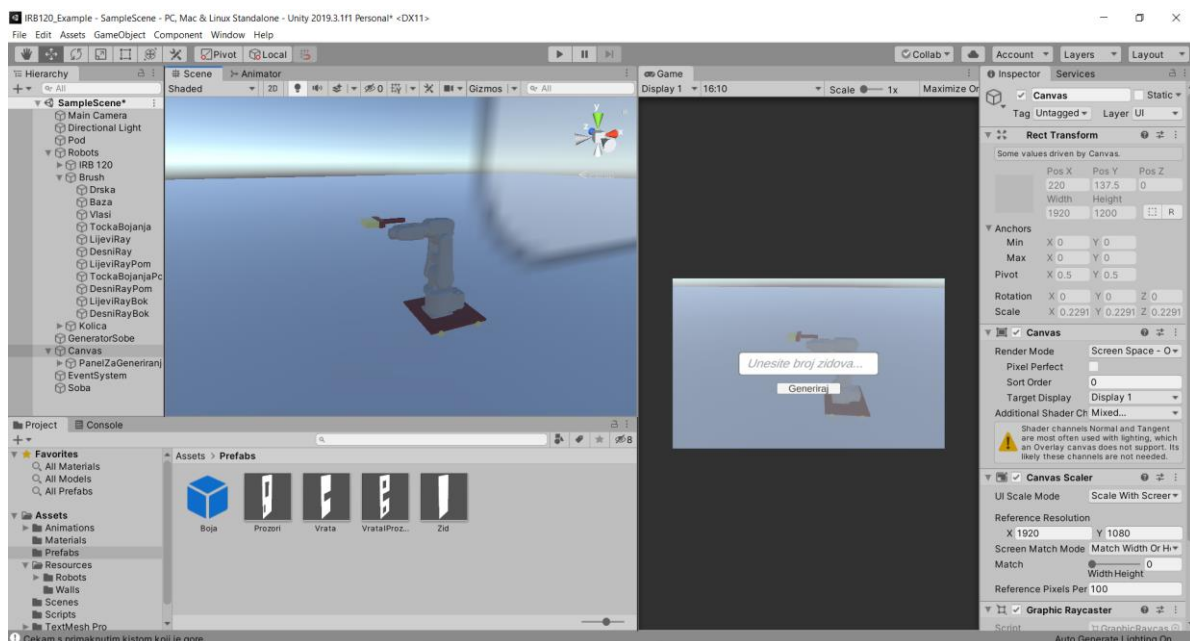 IRB120_Example - SampleScene - PC, Mac & Linux Standalone - Unity 2019.3.1f1 Personal* <DX11>
File Edit Assets GameObject Component Window Help
Pivot Local Collab Account Layers Layout
Hierarchy
All
SampleScene*
Main Camera
Directional Light
Pod
Robots
IRB 120
Brush
Drska
Baza
Vlasi
TockaBojanja
LijeviRay
DesniRay
LijeviRayPom
TockaBojanjaPo
DesniRayPom
LijeviRayBok
DesniRayBok
Kolica
GeneratorSobe
Canvas
PanelZaGeneriranj
EventSystem
Soba
Scene Animator
Shaded 2D 0 Gizmos All
y
x
z
Game
Display 1 16:10 Scale 1x Maximize On
Unesite broj zidova...
Generiraj
Inspector Services
Canvas Static
Tag Untagged Layer UI
Rect Transform
Some values driven by Canvas.
Pos X Pos Y Pos Z
220 137.5 0
Width Height
1920 1200 R
Anchors
Min X 0 Y 0
Max X 0 Y 0
Pivot X 0.5 Y 0.5
Rotation X 0 Y 0 Z 0
Scale X 0.2291 Y 0.2291 Z 0.2291
Canvas
Render Mode Screen Space - O
Pixel Perfect
Sort Order 0
Target Display Display 1
Additional Shader Ch Mixed...
Shader channels Normal and Tangent
are most often used with lighting, which
an Overlay canvas does not support. Its
likely these channels are not needed.
Canvas Scaler
UI Scale Mode Scale With Screen
Reference Resolution
X 1920 Y 1080
Screen Match Mode Match Width Or He
Match 0
Width Height
Reference Pixels Per 100
Graphic Raycaster
Script GraphicRaycas
Project Console
8
Favorites
All Materials
All Models
All Prefabs
Assets
Animations
Materials
Prefabs
Resources
Robots
Walls
Scenes
Scripts
TextMesh Pro
Assets > Prefabs
Boja Prozori Vrata VrataIProz... Zid
Cekam s primaknutim kistom koji je gore
Auto Generate Lighting On